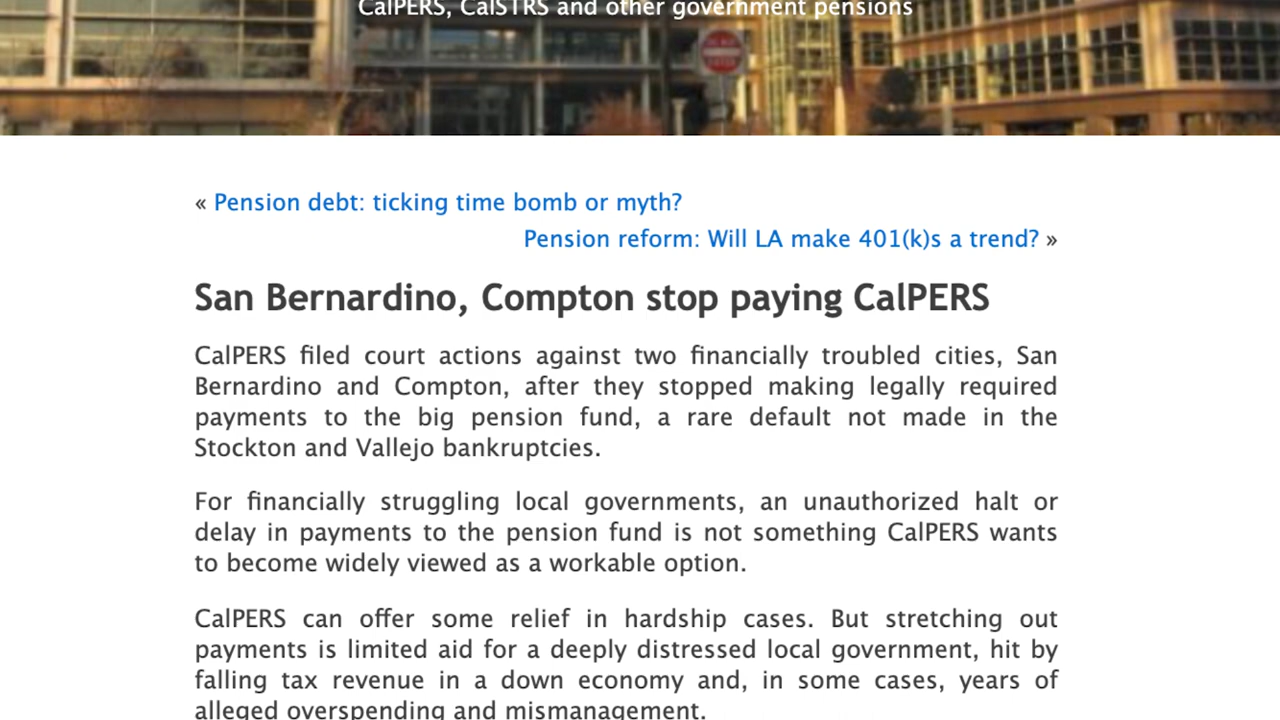 CalPERS, CalSTRS and other government pensions
DO NOT
ENTER
« Pension debt: ticking time bomb or myth?
Pension reform: Will LA make 401(k)s a trend? »
San Bernardino, Compton stop paying CalPERS
CalPERS filed court actions against two financially troubled cities, San
Bernardino and Compton, after they stopped making legally required
payments to the big pension fund, a rare default not made in the
Stockton and Vallejo bankruptcies.
For financially struggling local governments, an unauthorized halt or
delay in payments to the pension fund is not something CalPERS wants
to become widely viewed as a workable option.
CalPERS can offer some relief in hardship cases. But stretching out
payments is limited aid for a deeply distressed local government, hit by
falling tax revenue in a down economy and, in some cases, years of
alleged overspending and mismanagement.